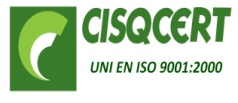 CISQCERT
UNI EN ISO 9001:2000